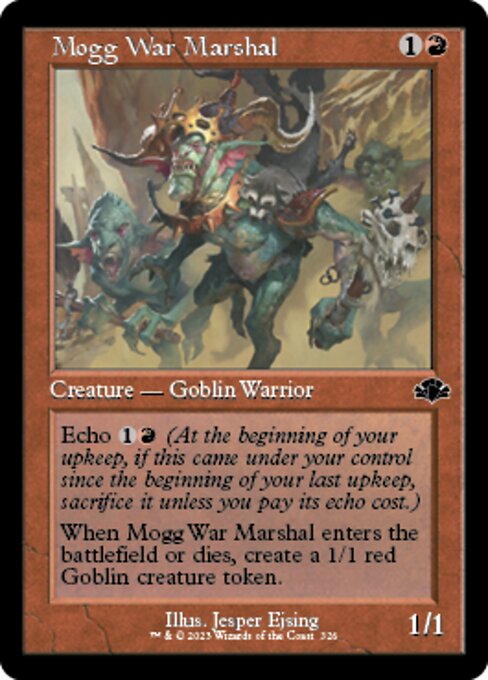 Mogg War Marshal 1
Creature — Goblin Warrior
Echo 1 (At the beginning of your
upkeep, if this came under your control
since the beginning of your last upkeep,
sacrifice it unless you pay its echo cost.)
When Mogg War Marshal enters the
battlefield or dies, create a 1/1 red
Goblin creature token.
Illus. Jesper Ejsing
™ & © 2023 Wizards of the Coast 326
1/1